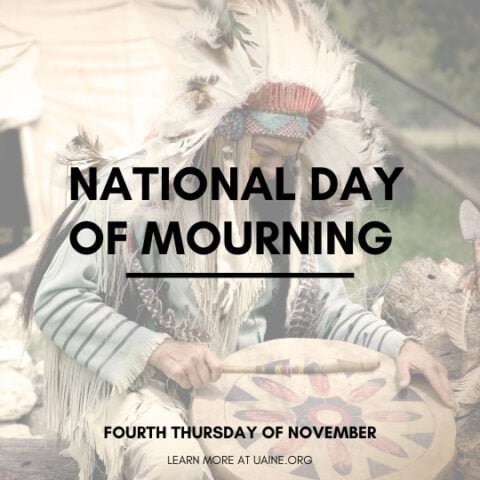 NATIONAL DAY
OF MOURNING
FOURTH THURSDAY OF NOVEMBER
LEARN MORE AT UAINE.ORG